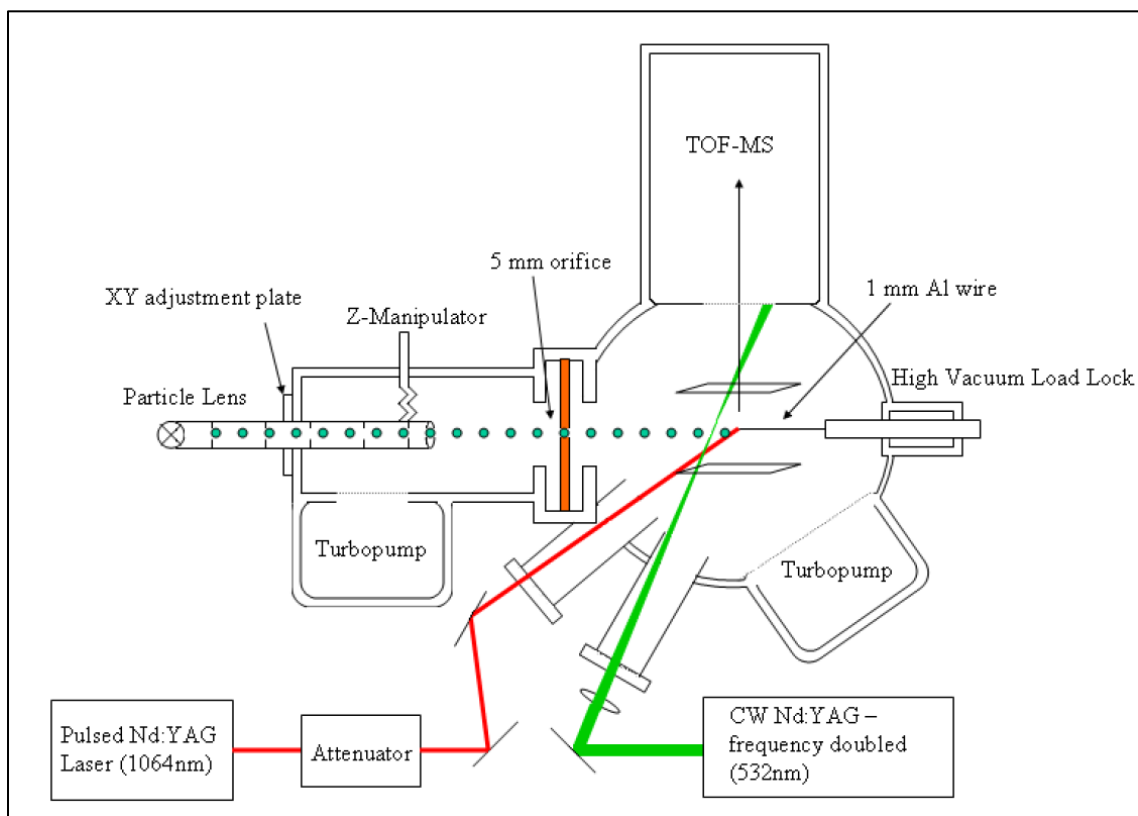 TOF-MS
5 mm orifice
XY adjustment plate
1 mm Al wire
Z-Manipulator
High Vacuum Load Lock
Particle Lens
Turbopump
Turbopump
Pulsed Nd:YAG
Laser (1064nm)
Attenuator
CW Nd:YAG –
frequency doubled
(532nm)